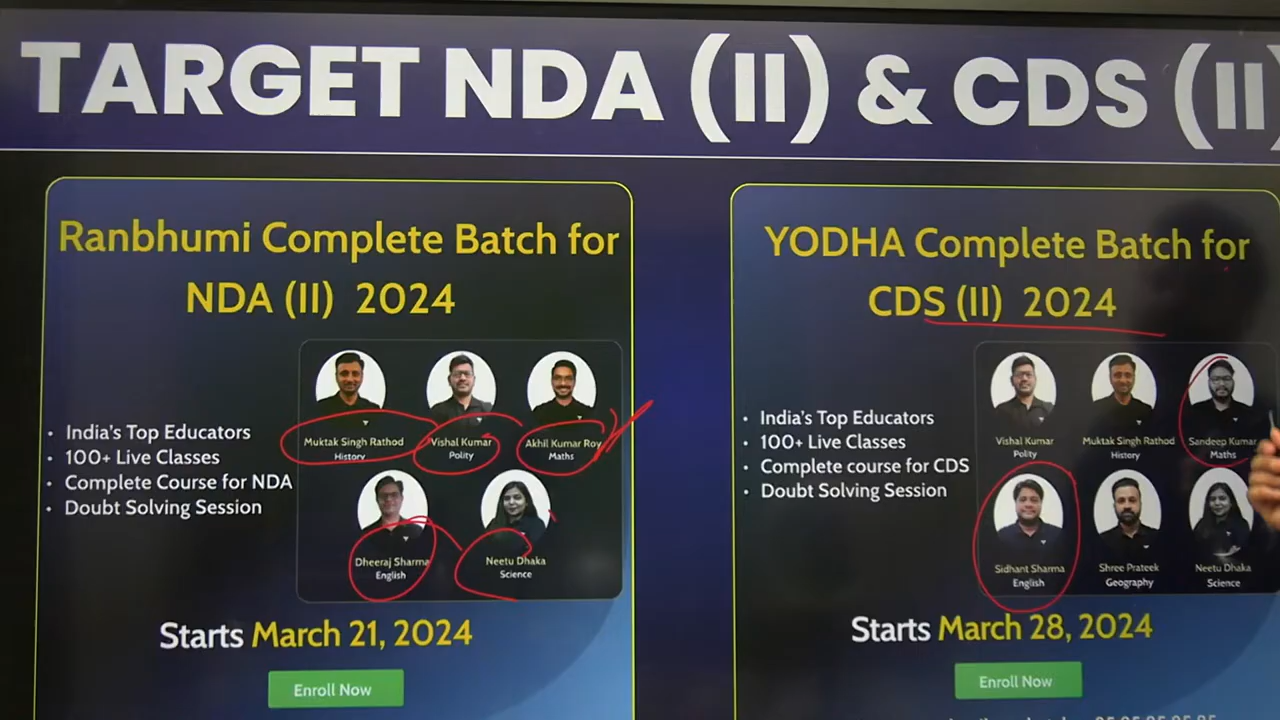 TARGET NDA (II) & CDS (II
Ranbhumi Complete Batch for
NDA (II) 2024
Muktak Singh Rathod
History
Vishal Kumar
Polity
Akhil Kumar Roy
Maths
• India's Top Educators
• 100+ Live Classes
• Complete Course for NDA
• Doubt Solving Session
Dheeraj Sharma
English
Neetu Dhaka
Science
Starts March 21, 2024
Enroll Now
YODHA Complete Batch for
CDS (II) 2024
Vishal Kumar
Polity
Muktak Singh Rathod
History
Sandeep Kumar
Maths
• India's Top Educators
• 100+ Live Classes
• Complete course for CDS
• Doubt Solving Session
Sidhant Sharma
English
Shree Prateek
Geography
Neetu Dhaka
Science
Starts March 28, 2024
Enroll Now